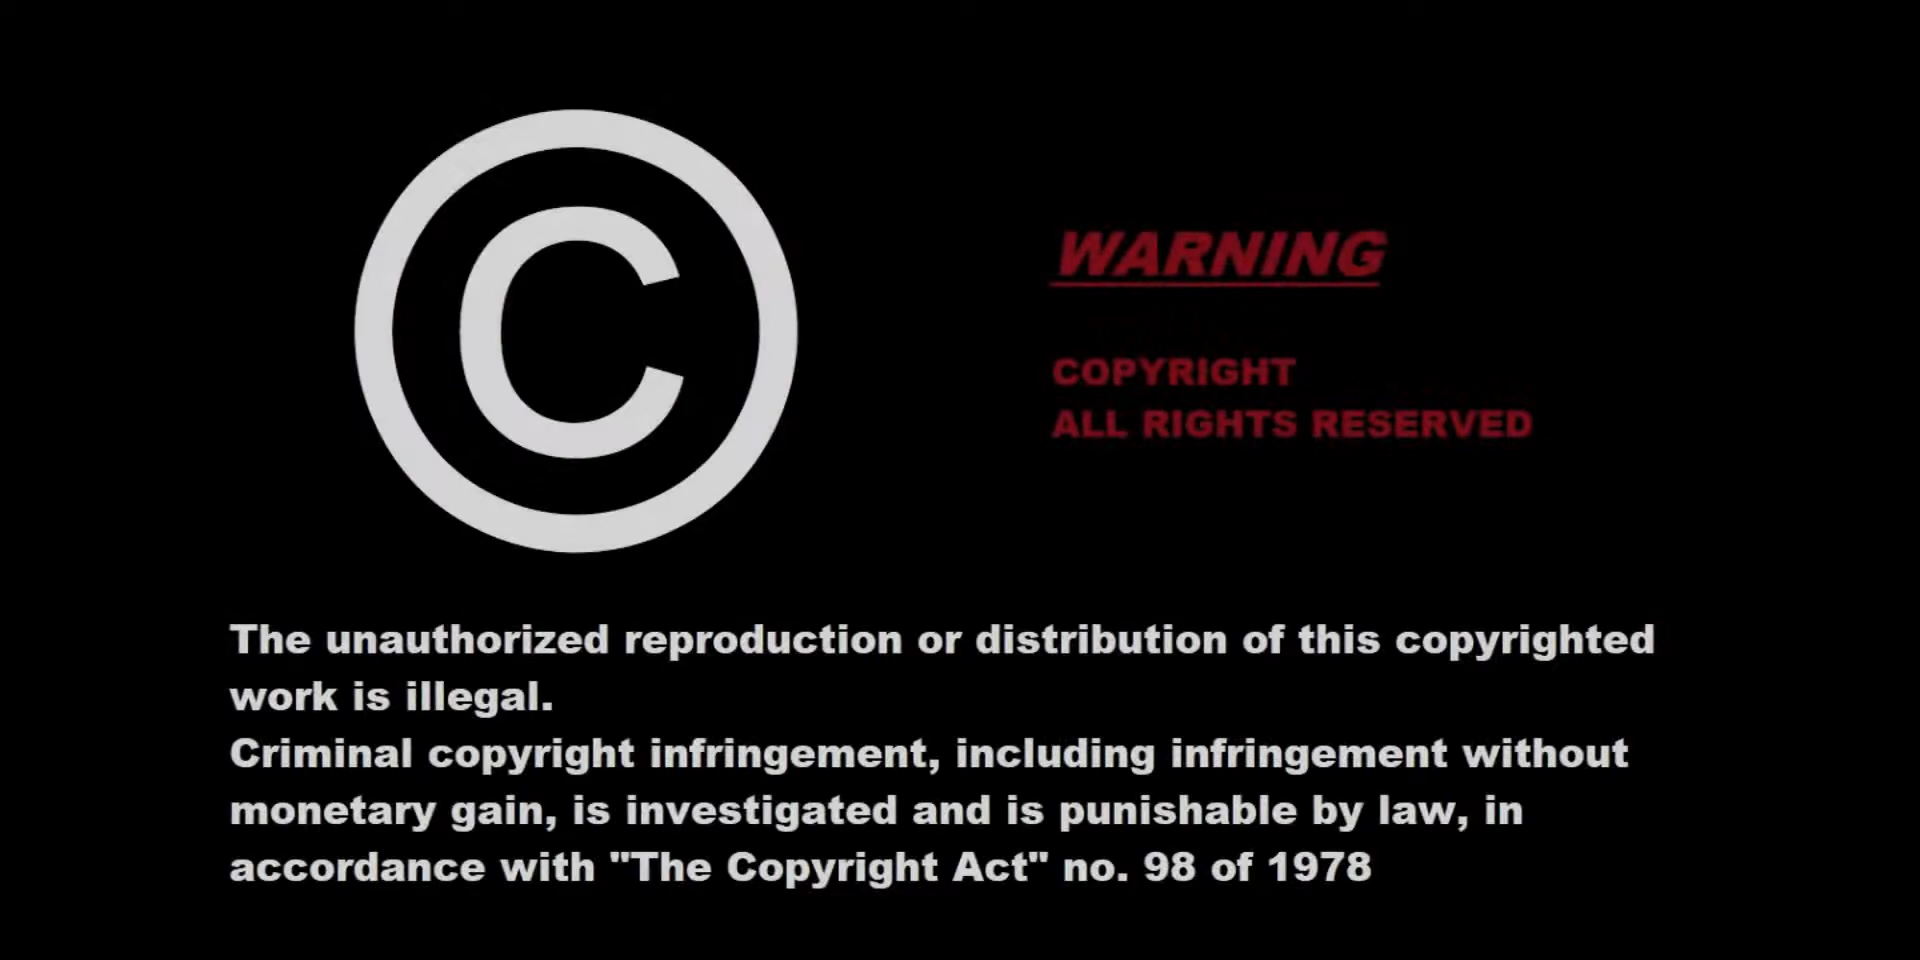 ©
WARNING
COPYRIGHT
ALL RIGHTS RESERVED
The unauthorized reproduction or distribution of this copyrighted
work is illegal.
Criminal copyright infringement, including infringement without
monetary gain, is investigated and is punishable by law, in
accordance with "The Copyright Act" no. 98 of 1978